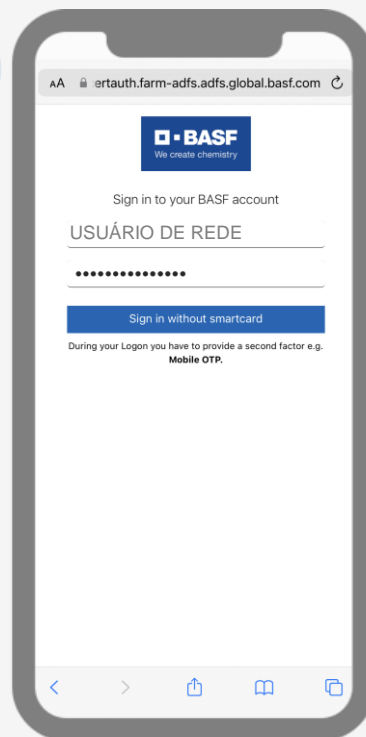 AA ertauth.farm-adfs.adfs.global.basf.com
BASF
We create chemistry
Sign in to your BASF account
USUÁRIO DE REDE
•••••••••••••••
Sign in without smartcard
During your Logon you have to provide a second factor e.g.
Mobile OTP.